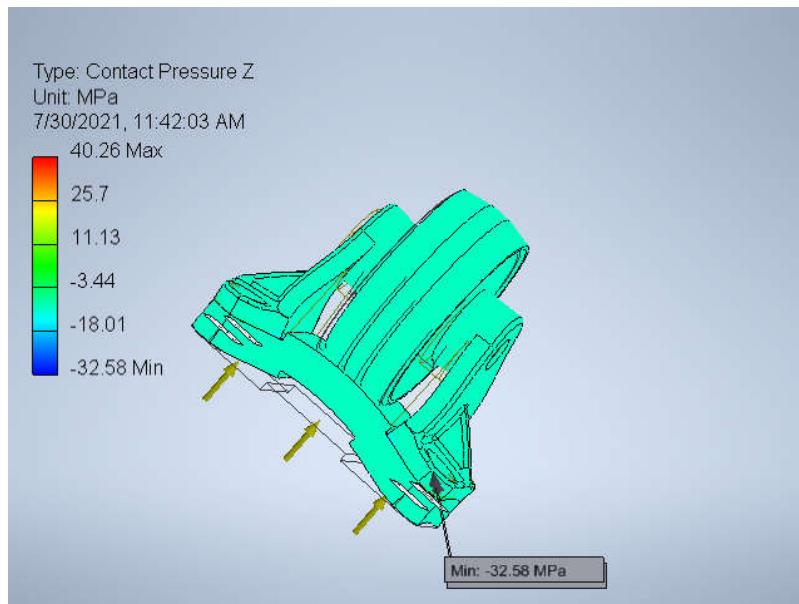 Type: Contact Pressure Z
Unit: MPa
7/30/2021, 11:42:03 AM
40.26 Max
25.7
11.13
-3.44
-18.01
-32.58 Min
Min: -32.58 MPa